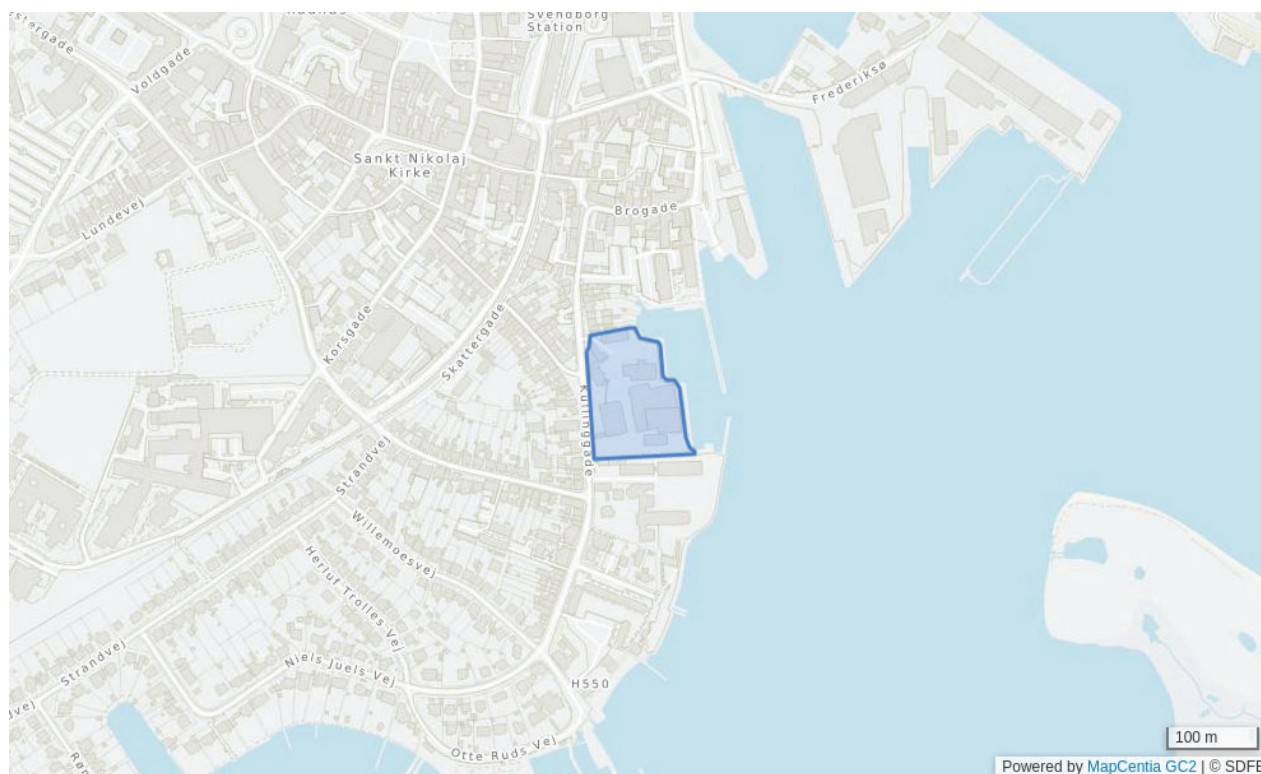 Svendborg
Station
Voldgade
Frederiksø
Sankt Nikolaj
Kirke
Lundevej
Brogade
Korsgade
Skattergade
Kullinggade
Strandvej
Willemoesvej
Herluf Trolles Vej
Strandvej
Niels Juels Vej
H550
Otte Ruds Vej
100 m
Powered by MapCentia GC2 | © SDFE